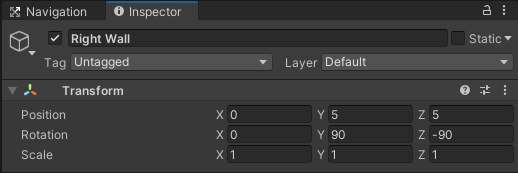 Navigation Inspector
Right Wall Static
Tag Untagged Layer Default
Transform
Position X 0 Y 5 Z 5
Rotation X 0 Y 90 Z -90
Scale X 1 Y 1 Z 1